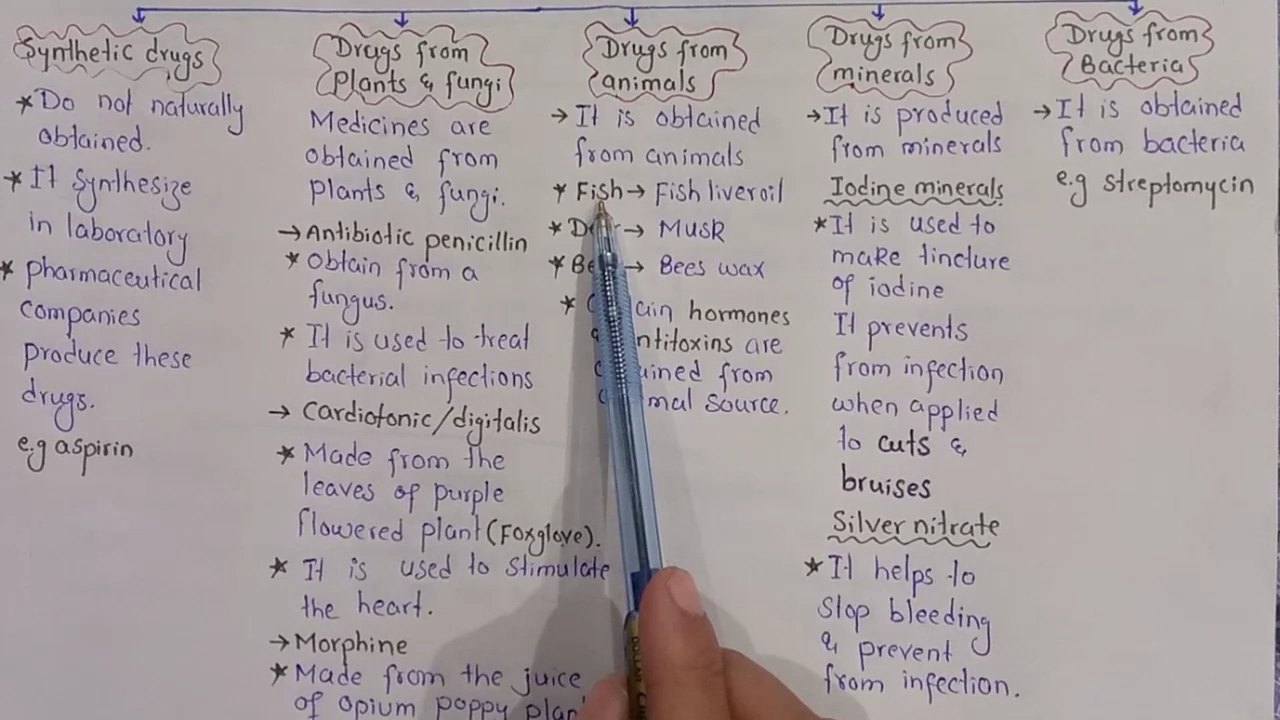 Synthetic drugs
* Do not naturally
obtained.
* It synthesize
in laboratory
* pharmaceutical
companies
produce these
drugs.
e.g aspirin
Drugs from
Plants & fungi
Medicines are
obtained from
plants & fungi.
→ Antibiotic penicillin
* Obtain from a
fungus.
* It is used to treat
bacterial infections
→ Cardiotonic/digitalis
* Made from the
leaves of purple
flowered plant (Foxglove).
* It is used to stimulate
the heart.
→ Morphine
* Made from the juice
of opium poppy
Drugs from
animals
→ It is obtained
from animals
* Fish → Fish liver oil
* → Musk
* → Bees wax
* hormones
are
from
source.
Drugs from
minerals
→ It is produced
from minerals
Iodine minerals
* It is used to
make tincture
of iodine
It prevents
from infection
when applied
to cuts &
bruises
Silver nitrate
* It helps to
stop bleeding
& prevent
from infection.
Drugs from
Bacteria
→ It is obtained
from bacteria
e.g streptomycin